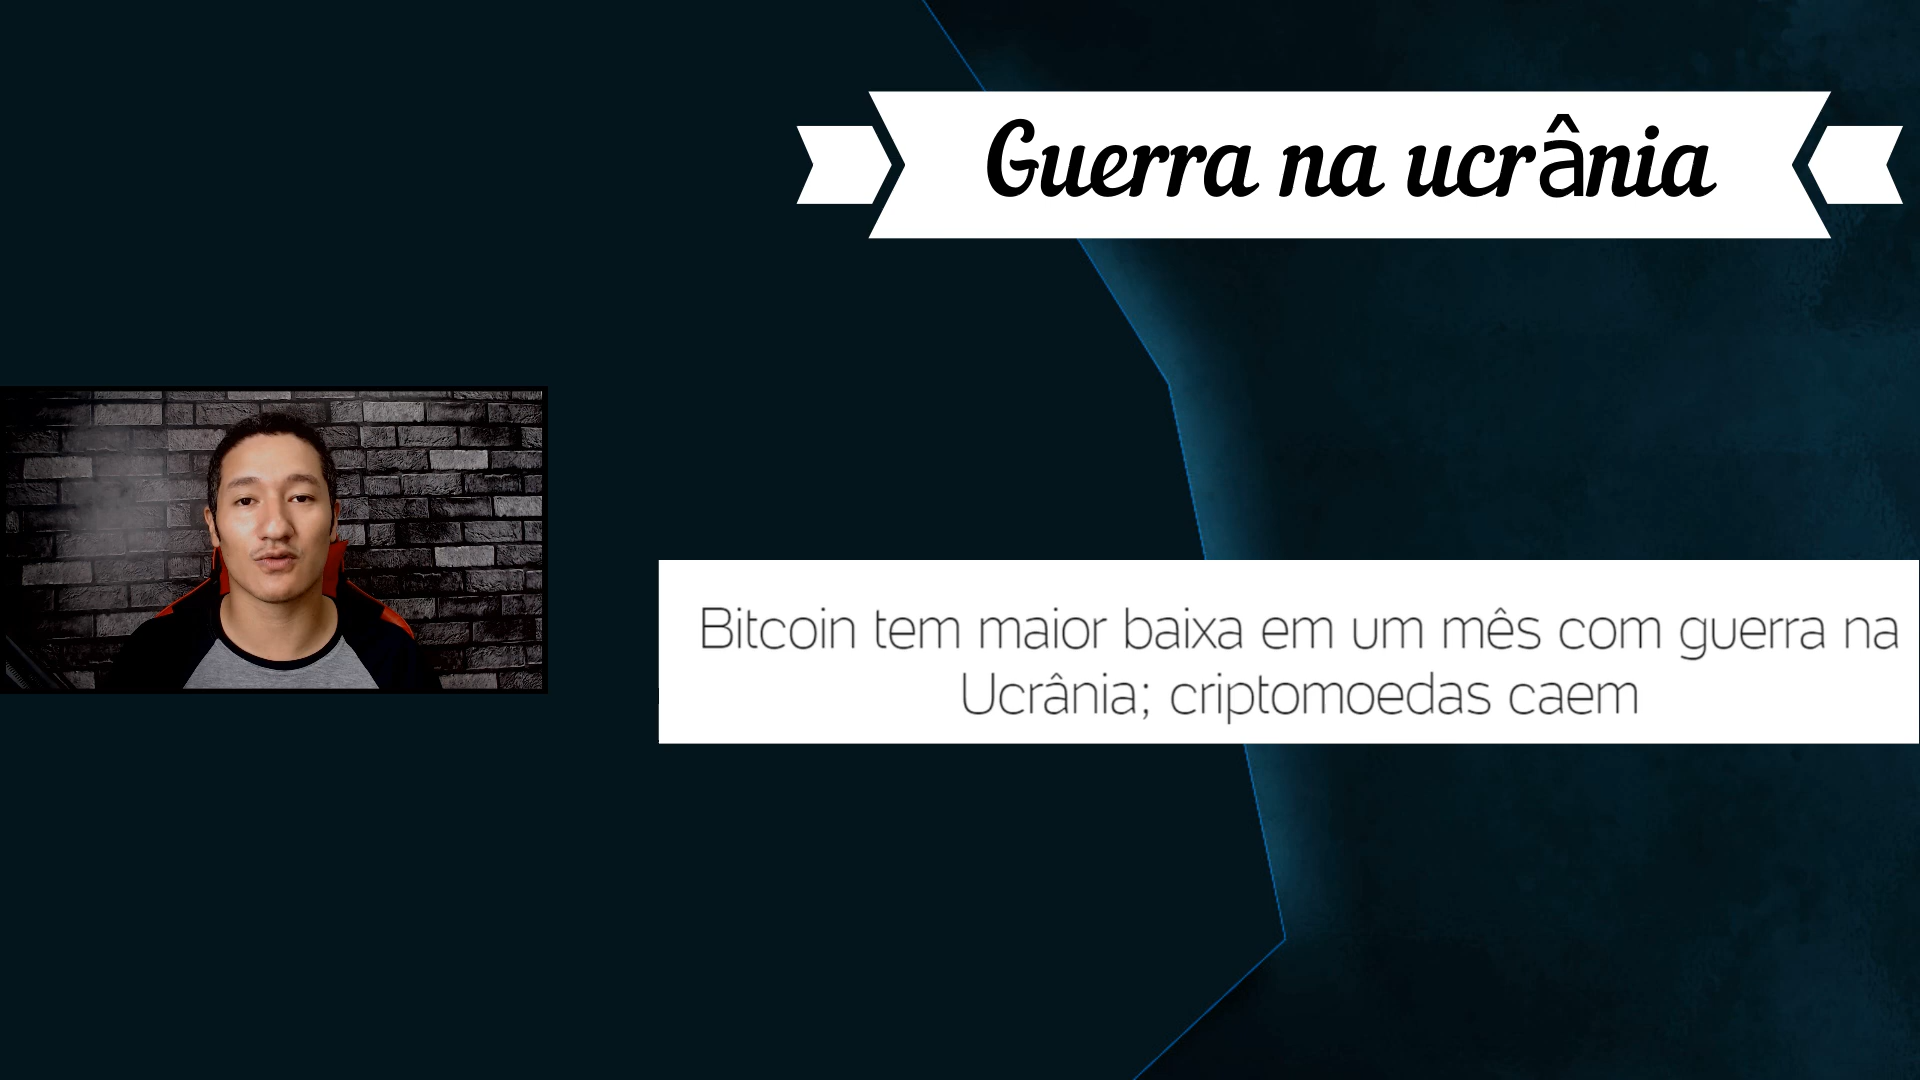 Guerra na ucrânia
Bitcoin tem maior baixa em um mês com guerra na
Ucrânia; criptomoedas caem